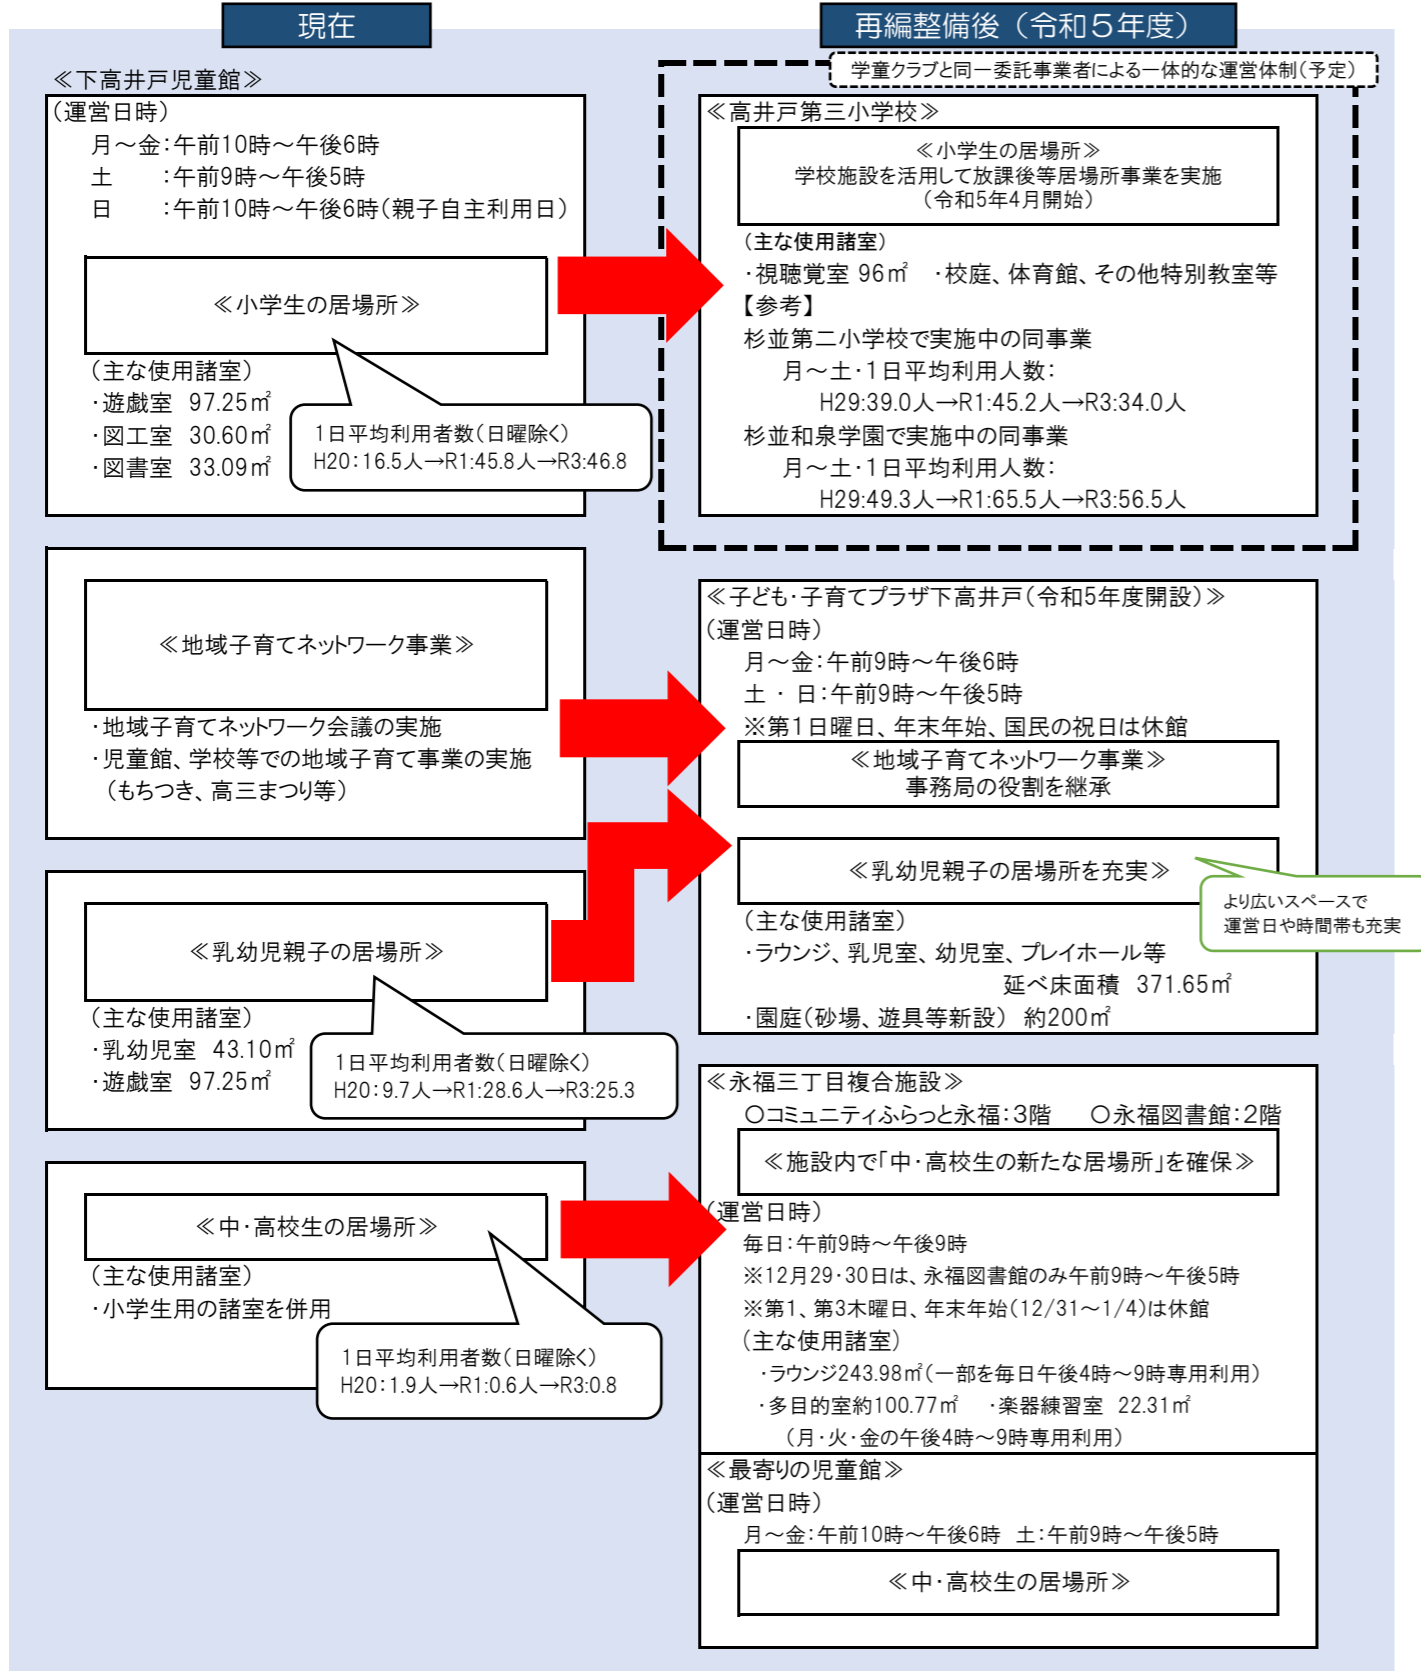 現在
≪下高井戸児童館≫
(運営日時)
月～金:午前10時～午後6時
土　:午前9時～午後5時
日　:午前10時～午後6時(親子自主利用日)
≪小学生の居場所≫
(主な使用諸室)
・遊戯室 97.25㎡
・図工室 30.60㎡
・図書室 33.09㎡
1日平均利用者数(日曜除く)
H20:16.5人→R1:45.8人→R3:46.8
≪地域子育てネットワーク事業≫
・地域子育てネットワーク会議の実施
・児童館、学校等での地域子育て事業の実施
(もちつき、高三まつり等)
≪乳幼児親子の居場所≫
(主な使用諸室)
・乳幼児室 43.10㎡
・遊戯室 97.25㎡
1日平均利用者数(日曜除く)
H20:9.7人→R1:28.6人→R3:25.3
≪中・高校生の居場所≫
(主な使用諸室)
・小学生用の諸室を併用
1日平均利用者数(日曜除く)
H20:1.9人→R1:0.6人→R3:0.8
再編整備後（令和５年度）
学童クラブと同一委託事業者による一体的な運営体制(予定)
≪高井戸第三小学校≫
≪小学生の居場所≫
学校施設を活用して放課後等居場所事業を実施
(令和5年4月開始)
(主な使用諸室)
・視聴覚室 96㎡　・校庭、体育館、その他特別教室等
【参考】
杉並第二小学校で実施中の同事業
月～土・1日平均利用人数:
H29:39.0人→R1:45.2人→R3:34.0人
杉並和泉学園で実施中の同事業
月～土・1日平均利用人数:
H29:49.3人→R1:65.5人→R3:56.5人
≪子ども・子育てプラザ下高井戸(令和5年度開設)≫
(運営日時)
月～金:午前9時～午後6時
土 ・ 日:午前9時～午後5時
※第1日曜日、年末年始、国民の祝日は休館
≪地域子育てネットワーク事業≫
事務局の役割を継承
≪乳幼児親子の居場所を充実≫
より広いスペースで
運営日や時間帯も充実
(主な使用諸室)
・ラウンジ、乳児室、幼児室、プレイホール等
延べ床面積 371.65㎡
・園庭(砂場、遊具等新設) 約200㎡
≪永福三丁目複合施設≫
○コミュニティふらっと永福:3階　○永福図書館:2階
≪施設内で「中・高校生の新たな居場所」を確保≫
(運営日時)
毎日:午前9時～午後9時
※12月29・30日は、永福図書館のみ午前9時～午後5時
※第1、第3木曜日、年末年始(12/31～1/4)は休館
(主な使用諸室)
・ラウンジ243.98㎡(一部を毎日午後4時～9時専用利用)
・多目的室約100.77㎡　・楽器練習室 22.31㎡
(月・火・金の午後4時～9時専用利用)
≪最寄りの児童館≫
(運営日時)
月～金:午前10時～午後6時 土:午前9時～午後5時
≪中・高校生の居場所≫